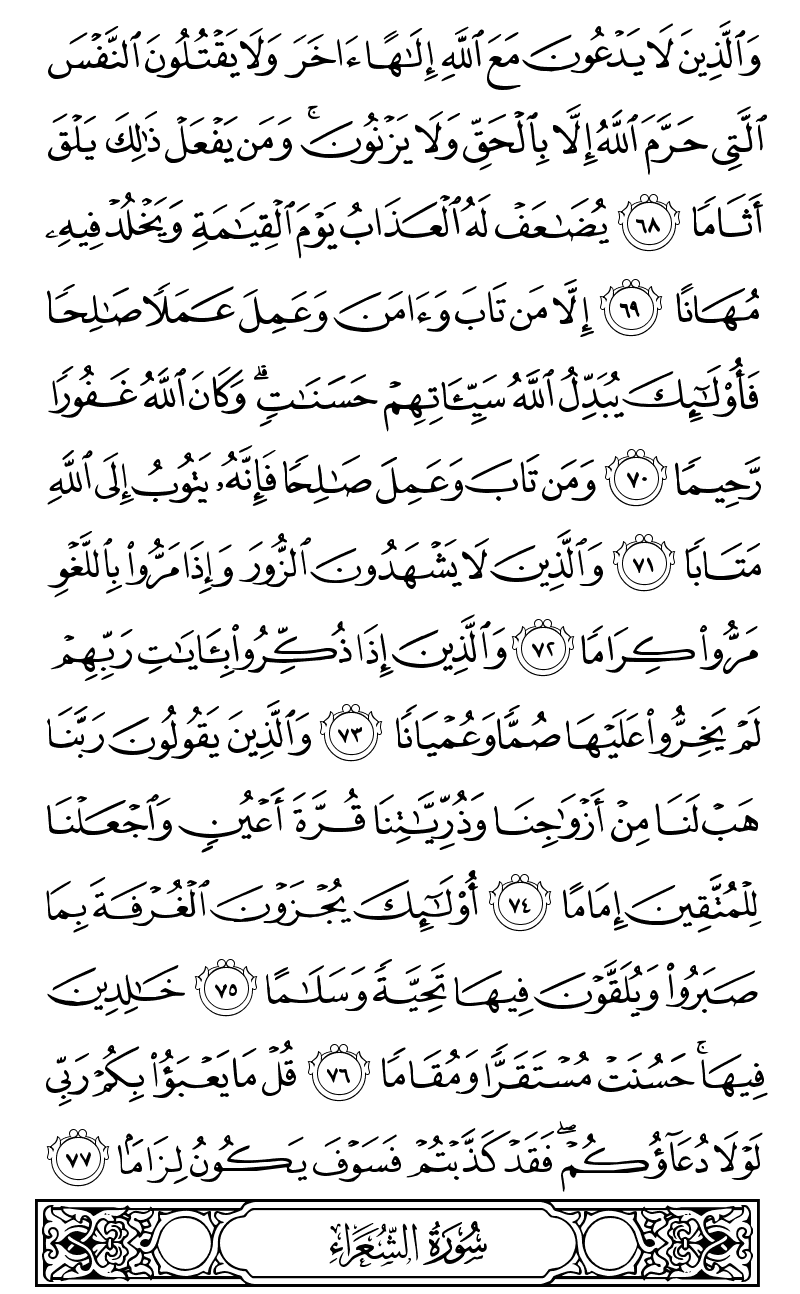 وَٱلَّذِينَ لَا يَدْعُونَ مَعَ ٱللَّهِ إِلَـٰهًا ءَاخَرَ وَلَا يَقْتُلُونَ ٱلنَّفْسَ
ٱلَّتِى حَرَّمَ ٱللَّهُ إِلَّا بِٱلْحَقِّ وَلَا يَزْنُونَ ۚ وَمَن يَفْعَلْ ذَٰلِكَ يَلْقَ
أَثَامًا ٦٨ يُضَـٰعَفْ لَهُ ٱلْعَذَابُ يَوْمَ ٱلْقِيَـٰمَةِ وَيَخْلُدْ فِيهِۦ
مُهَانًا ٦٩ إِلَّا مَن تَابَ وَءَامَنَ وَعَمِلَ عَمَلًا صَـٰلِحًا
فَأُو۟لَـٰٓئِكَ يُبَدِّلُ ٱللَّهُ سَيِّـَٔاتِهِمْ حَسَنَـٰتٍ ۗ وَكَانَ ٱللَّهُ غَفُورًا
رَّحِيمًا ٧٠ وَمَن تَابَ وَعَمِلَ صَـٰلِحًا فَإِنَّهُۥ يَتُوبُ إِلَى ٱللَّهِ
مَتَابًا ٧١ وَٱلَّذِينَ لَا يَشْهَدُونَ ٱلزُّورَ وَإِذَا مَرُّوا۟ بِٱللَّغْوِ
مَرُّوا۟ كِرَامًا ٧٢ وَٱلَّذِينَ إِذَا ذُكِّرُوا۟ بِـَٔايَـٰتِ رَبِّهِمْ
لَمْ يَخِرُّوا۟ عَلَيْهَا صُمًّا وَعُمْيَانًا ٧٣ وَٱلَّذِينَ يَقُولُونَ رَبَّنَا
هَبْ لَنَا مِنْ أَزْوَٰجِنَا وَذُرِّيَّـٰتِنَا قُرَّةَ أَعْيُنٍ وَٱجْعَلْنَا
لِلْمُتَّقِينَ إِمَامًا ٧٤ أُو۟لَـٰٓئِكَ يُجْزَوْنَ ٱلْغُرْفَةَ بِمَا
صَبَرُوا۟ وَيُلَقَّوْنَ فِيهَا تَحِيَّةً وَسَلَـٰمًا ٧٥ خَـٰلِدِينَ
فِيهَا ۚ حَسُنَتْ مُسْتَقَرًّا وَمُقَامًا ٧٦ قُلْ مَا يَعْبَؤُا۟ بِكُمْ رَبِّى
لَوْلَا دُعَآؤُكُمْ ۖ فَقَدْ كَذَّبْتُمْ فَسَوْفَ يَكُونُ لِزَامًۢا ٧٧
سُورَةُ الشُّعَرَاءِ